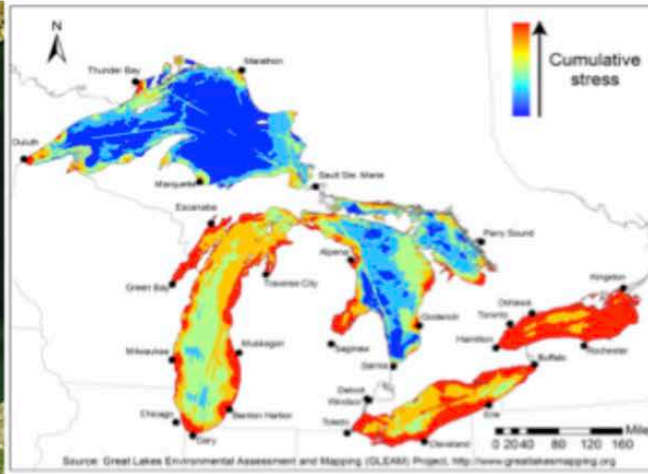 N
Cumulative
stress
Thunder Bay
Marathon
Duluth
Marquette
Sault Ste. Marie
Escanaba
Parry Sound
Alpena
Green Bay
Traverse City
Kingston
Oshawa
Toronto
Goderich
Hamilton
Rochester
Milwaukee
Muskegon
Saginaw
Sarnia
Buffalo
Detroit
Windsor
Chicago
Benton Harbor
Toledo
Erie
Gary
Cleveland
Miles
0 20 40 80 120 160
Source: Great Lakes Environmental Assessment and Mapping (GLEAM) Project, http://www.greatlakesmapping.org